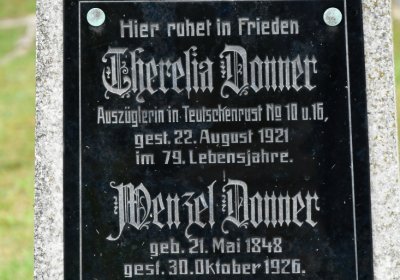 Hier ruhet in Frieden
Theresia Donner
Auszüglerin in Teutschenrust No 10 u. 16,
gest. 22. August 1921
im 79. Lebensjahre.
Wenzel Donner
geb. 21. Mai 1848
gest. 30. Oktober 1926.